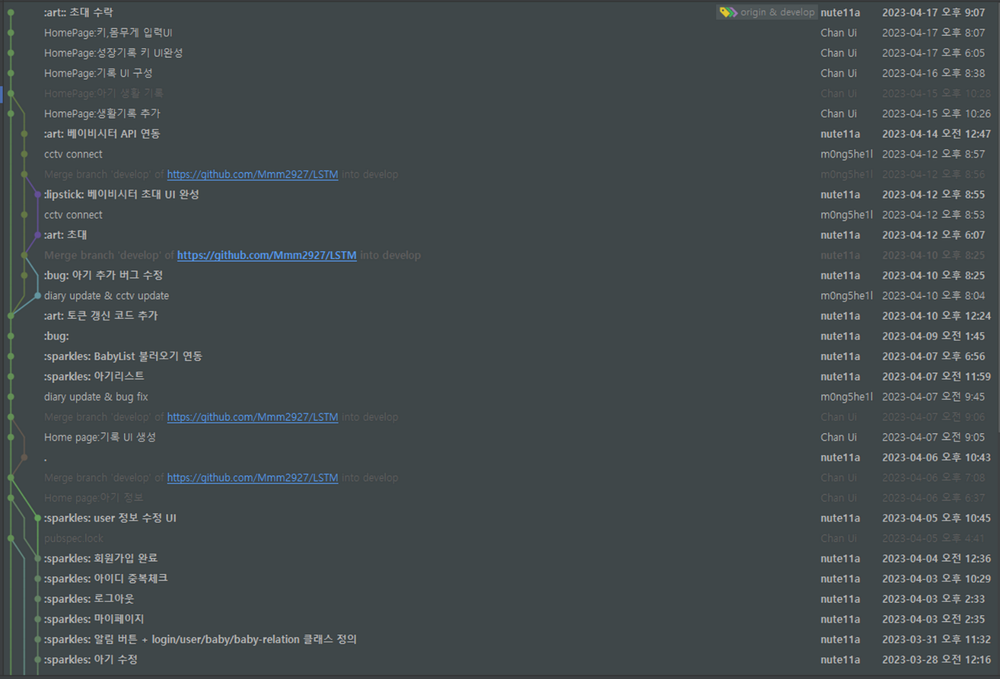 :art:: 초대 수락 origin & develop nute11a 2023-04-17 오후 9:07
HomePage:키,몸무게 입력UI Chan Ui 2023-04-17 오후 8:07
HomePage:성장기록 키 UI완성 Chan Ui 2023-04-17 오후 6:05
HomePage:기록 UI 구성 Chan Ui 2023-04-16 오후 8:38
HomePage:아기 생활 기록 Chan Ui 2023-04-15 오후 10:28
HomePage:생활기록 추가 Chan Ui 2023-04-15 오후 10:26
:art: 베이비시터 API 연동 nute11a 2023-04-14 오전 12:47
cctv connect m0ng5he1l 2023-04-12 오후 8:57
Merge branch 'develop' of https://github.com/Mmm2927/LSTM into develop m0ng5he1l 2023-04-12 오후 8:56
:lipstick: 베이비시터 초대 UI 완성 nute11a 2023-04-12 오후 8:55
cctv connect m0ng5he1l 2023-04-12 오후 8:53
:art: 초대 nute11a 2023-04-12 오후 6:07
Merge branch 'develop' of https://github.com/Mmm2927/LSTM into develop nute11a 2023-04-10 오후 8:25
:bug: 아기 추가 버그 수정 nute11a 2023-04-10 오후 8:25
diary update & cctv update m0ng5he1l 2023-04-10 오후 8:04
:art: 토큰 갱신 코드 추가 nute11a 2023-04-10 오후 12:24
:bug: nute11a 2023-04-09 오전 1:45
:sparkles: BabyList 불러오기 연동 nute11a 2023-04-07 오후 6:56
:sparkles: 아기리스트 nute11a 2023-04-07 오전 11:59
diary update & bug fix m0ng5he1l 2023-04-07 오전 9:45
Merge branch 'develop' of https://github.com/Mmm2927/LSTM into develop Chan Ui 2023-04-07 오전 9:06
Home page:기록 UI 생성 Chan Ui 2023-04-07 오전 9:05
. nute11a 2023-04-06 오후 10:43
Merge branch 'develop' of https://github.com/Mmm2927/LSTM into develop Chan Ui 2023-04-06 오후 7:08
Home page:아기 정보 Chan Ui 2023-04-06 오후 6:37
:sparkles: user 정보 수정 UI nute11a 2023-04-05 오후 10:45
pubspec.lock Chan Ui 2023-04-05 오후 4:41
:sparkles: 회원가입 완료 nute11a 2023-04-04 오전 12:36
:sparkles: 아이디 중복체크 nute11a 2023-04-03 오후 10:29
:sparkles: 로그아웃 nute11a 2023-04-03 오후 2:33
:sparkles: 마이페이지 nute11a 2023-04-03 오전 2:35
:sparkles: 알림 버튼 + login/user/baby/baby-relation 클래스 정의 nute11a 2023-03-31 오후 11:32
:sparkles: 아기 수정 nute11a 2023-03-28 오전 12:16